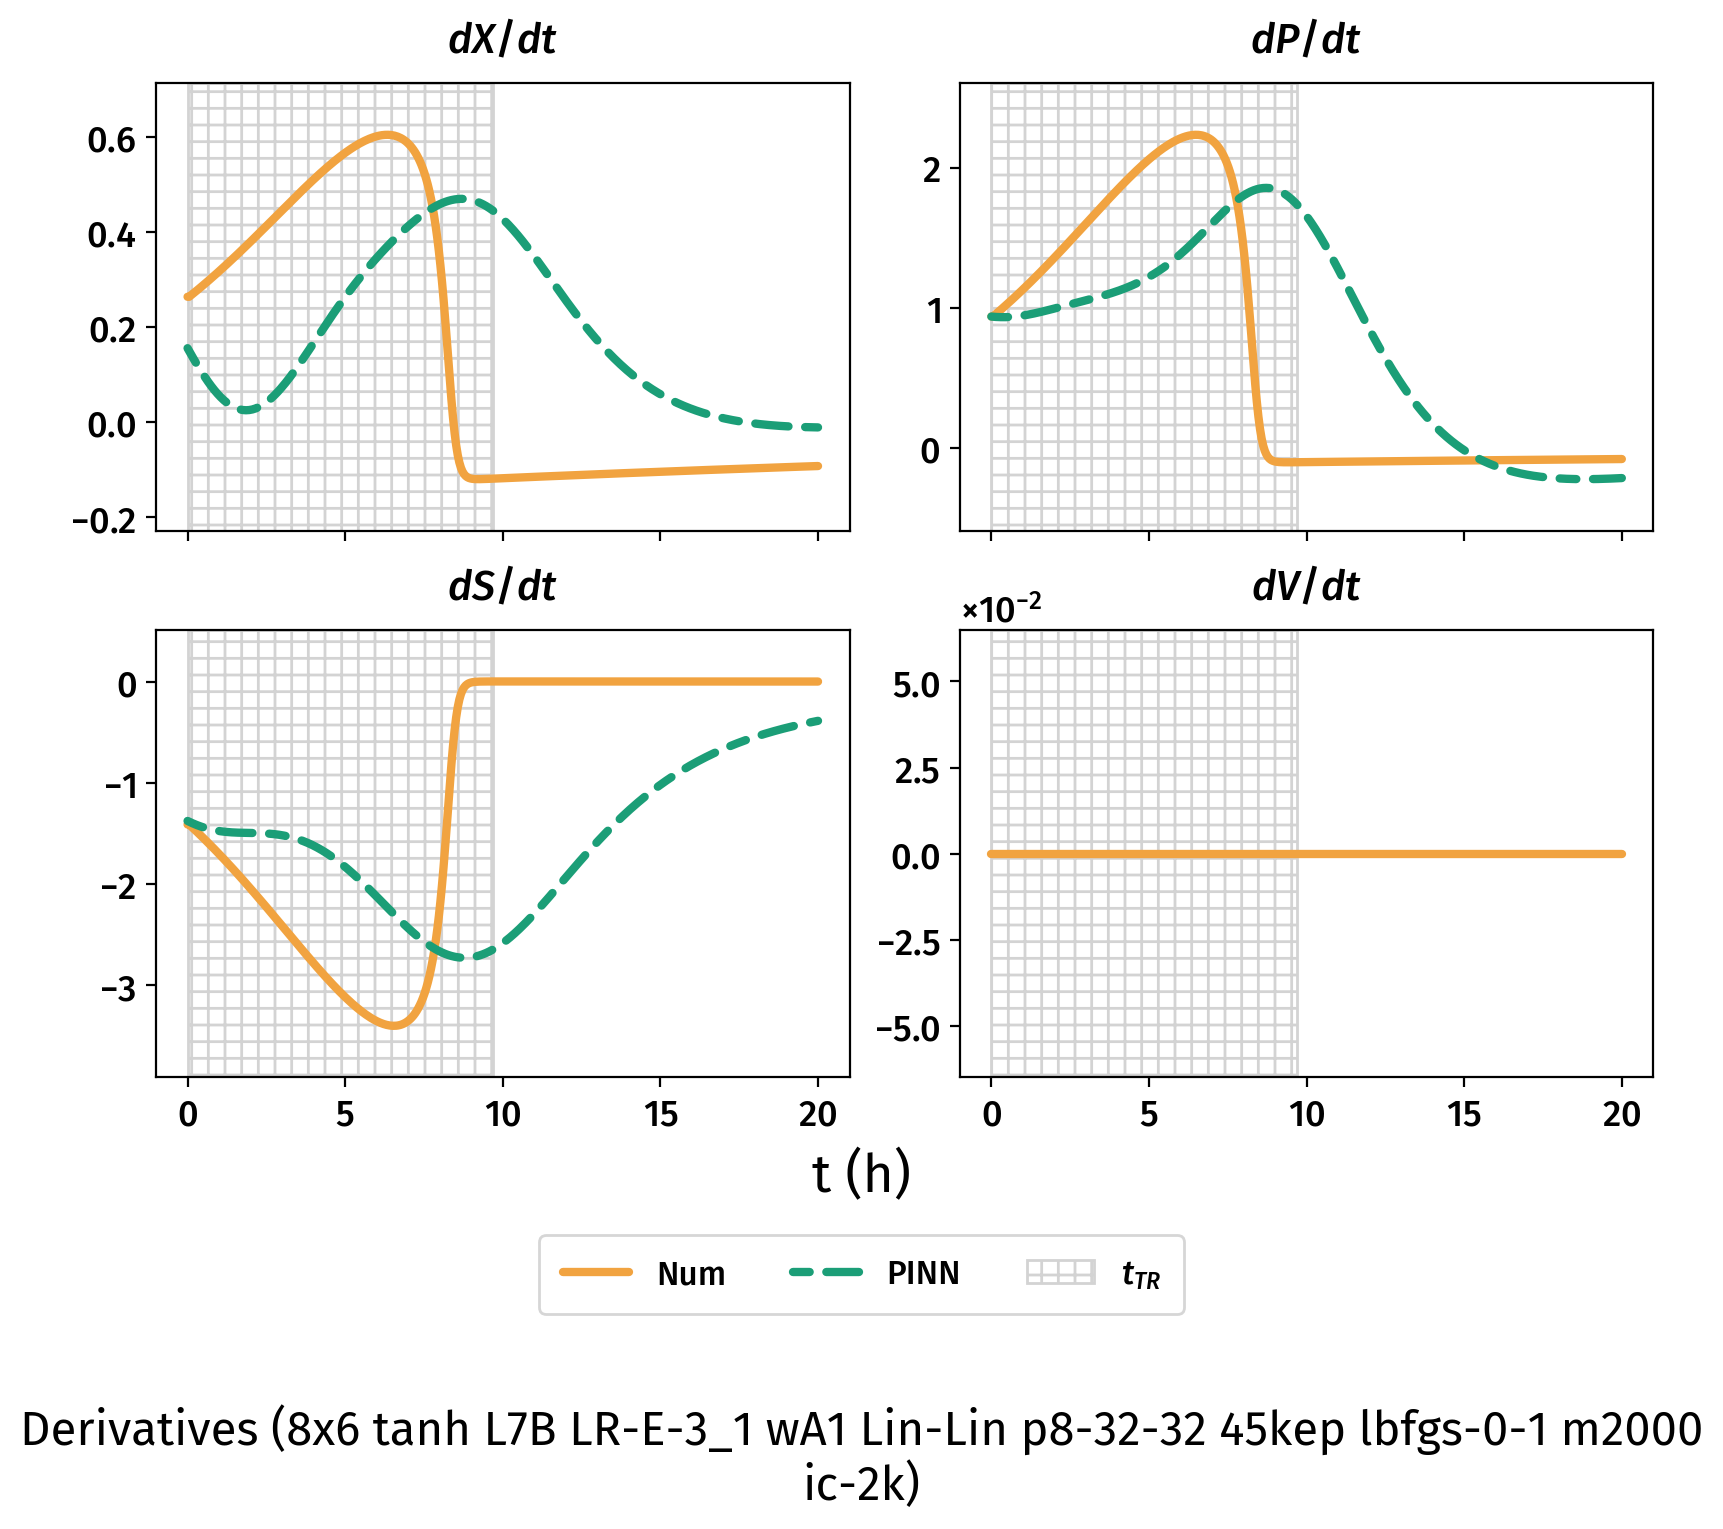 dX/dt
dP/dt
0.6
0.4
0.2
0.0
−0.2
2
1
0
dS/dt
dV/dt
×10⁻²
0
−1
−2
−3
5.0
2.5
0.0
−2.5
−5.0
0 5 10 15 20
0 5 10 15 20
t (h)
Num PINN t_TR
Derivatives (8x6 tanh L7B LR-E-3_1 wA1 Lin-Lin p8-32-32 45kep lbfgs-0-1 m2000
ic-2k)